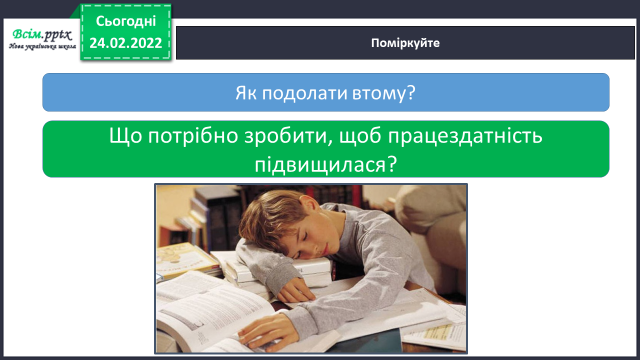 Всім.pptx
Нова українська школа
Сьогодні
24.02.2022
Поміркуйте
Як подолати втому?
Що потрібно зробити, щоб працездатність
підвищилася?